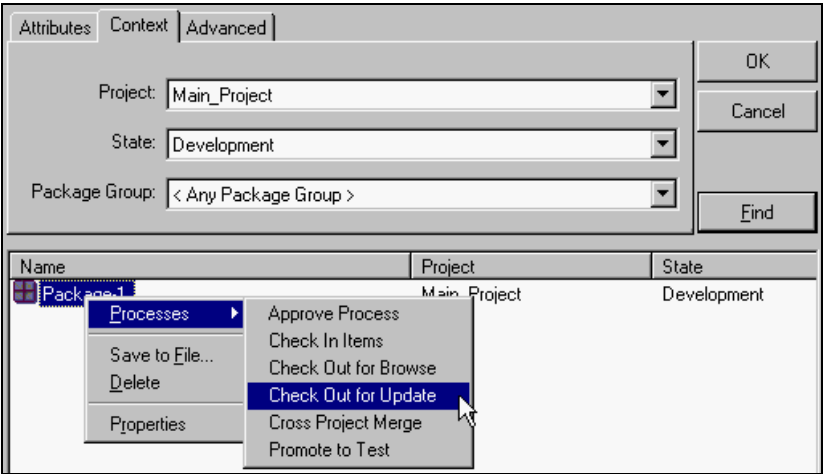 Attributes Context Advanced
OK
Project: Main_Project
Cancel
State: Development
Package Group: < Any Package Group >
Find
Name Project State
Package-1 Main_Project Development
Processes
Save to File...
Delete
Properties
Approve Process
Check In Items
Check Out for Browse
Check Out for Update
Cross Project Merge
Promote to Test